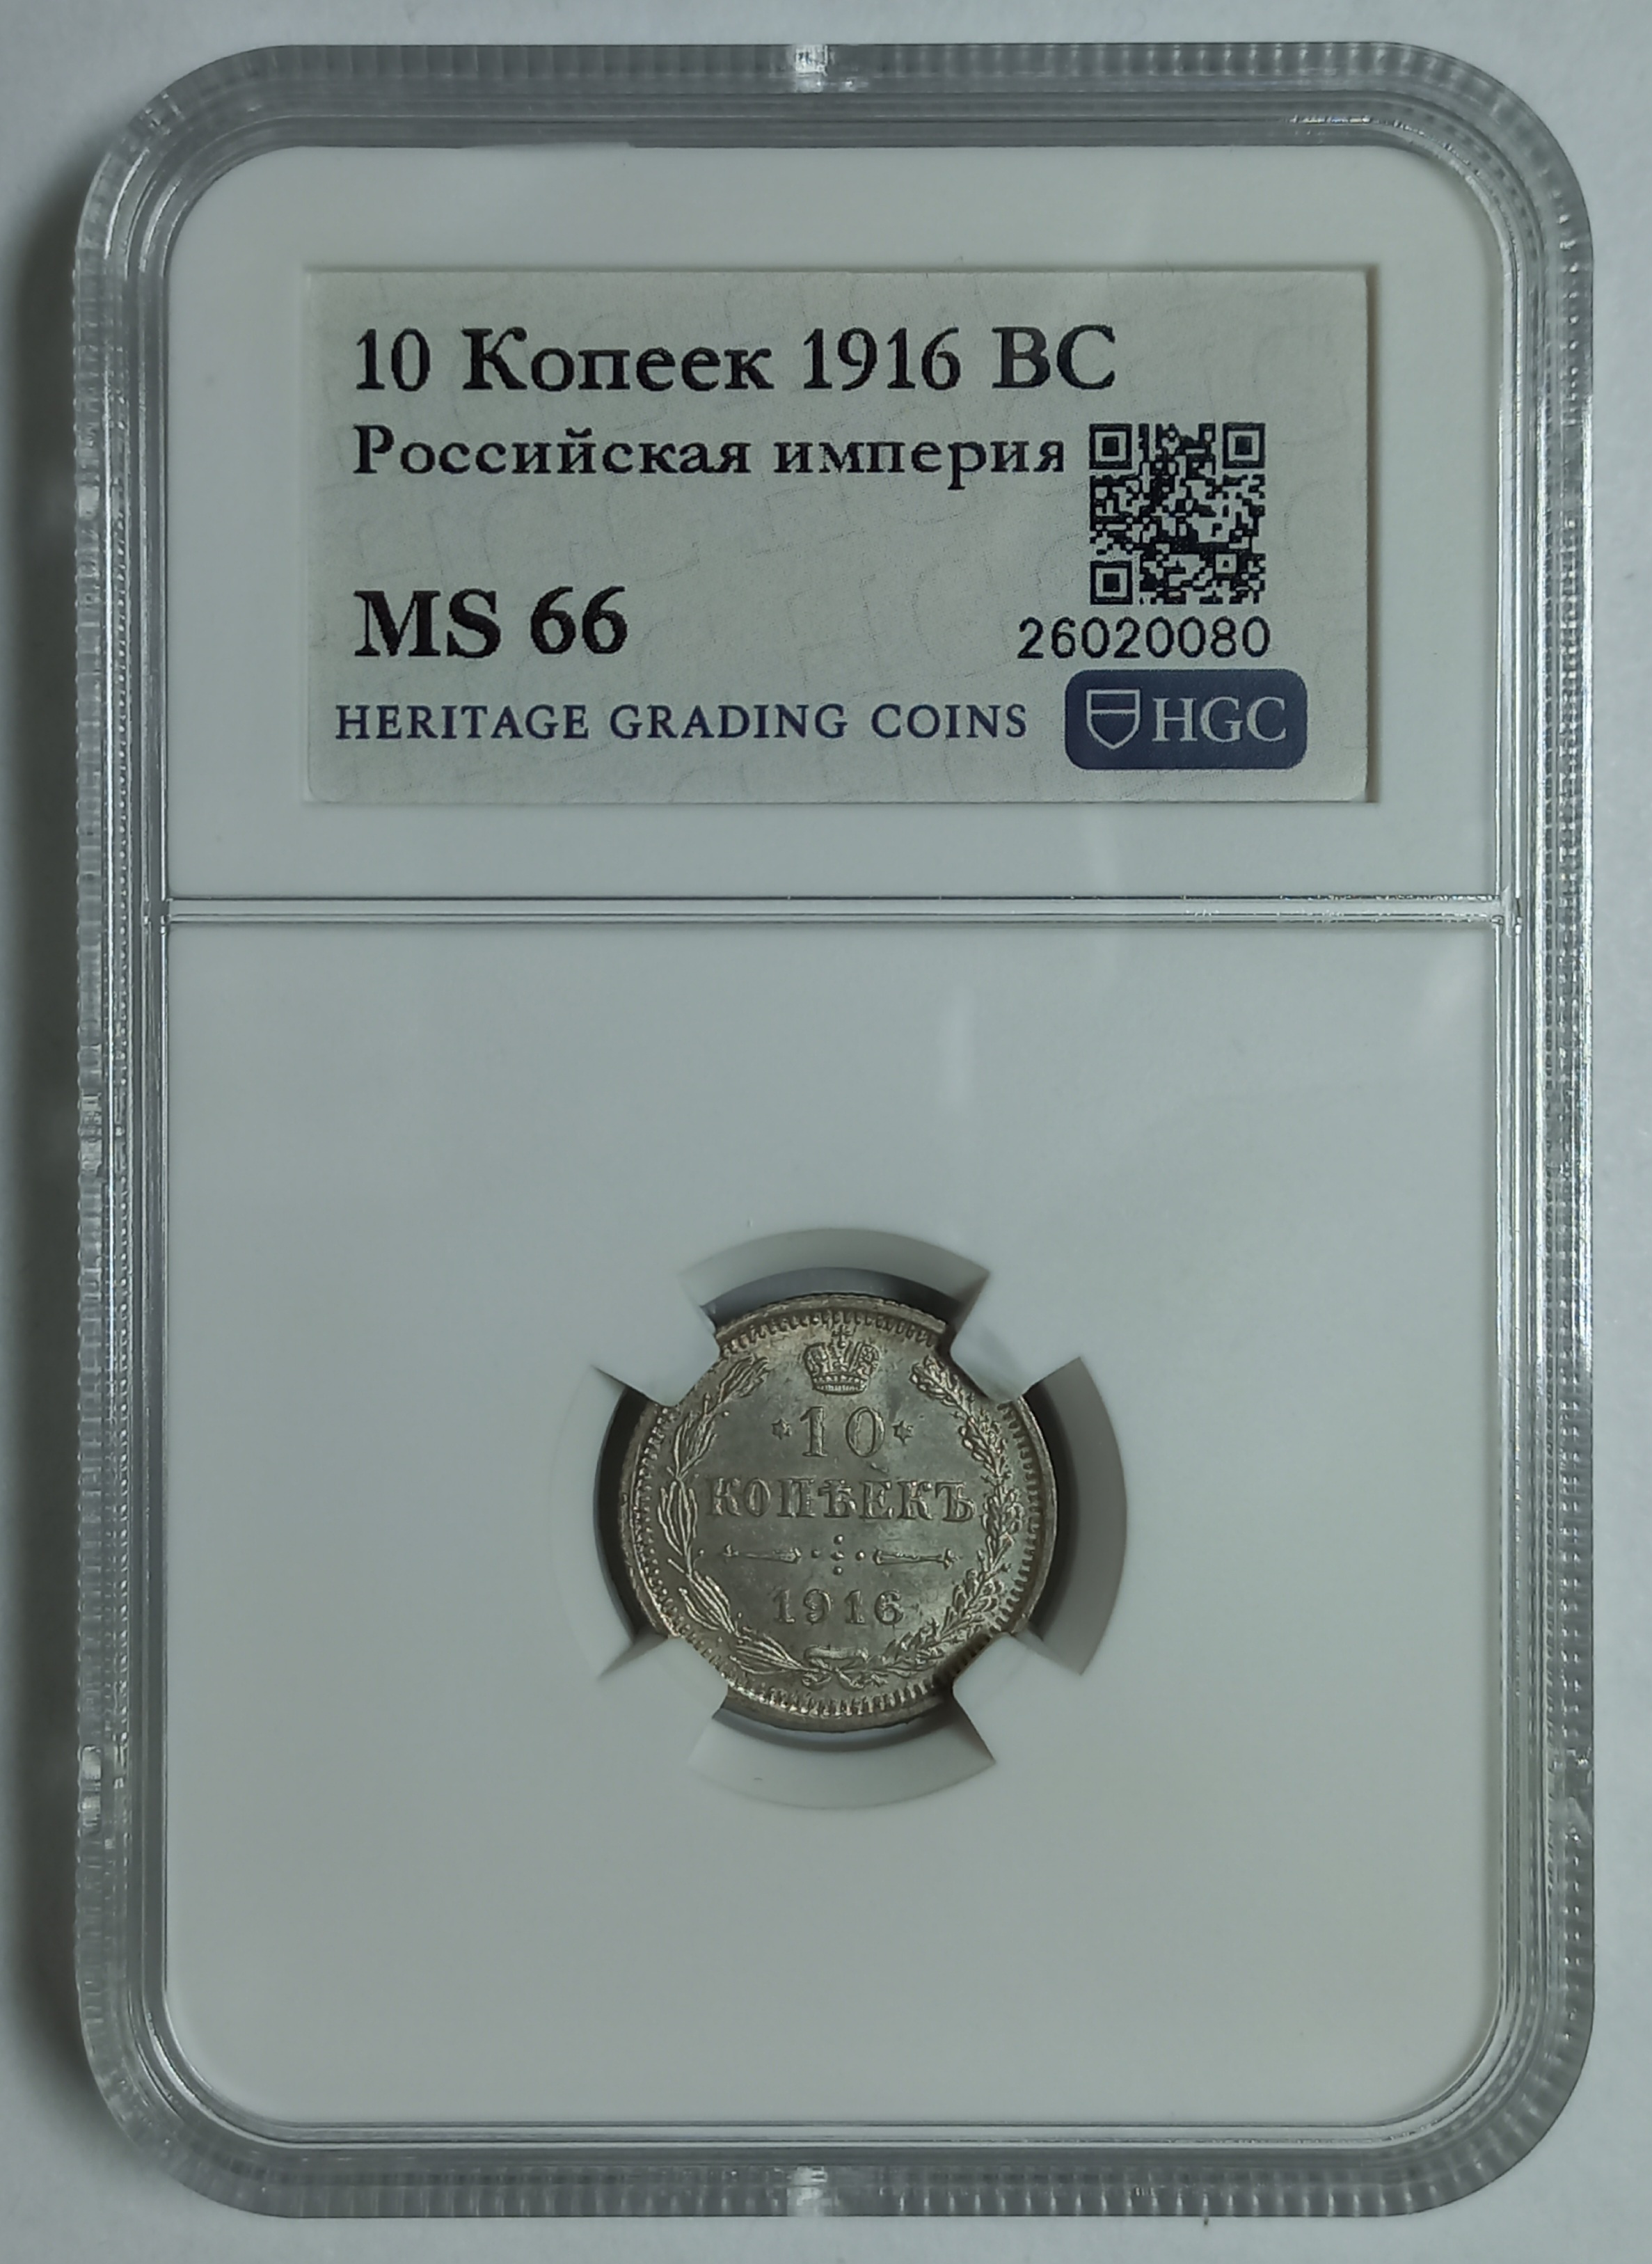 10 Копеек 1916 ВС
Российская империя
MS 66
26020080
HERITAGE GRADING COINS
HGC
10
КОПѢЕКЪ
1916